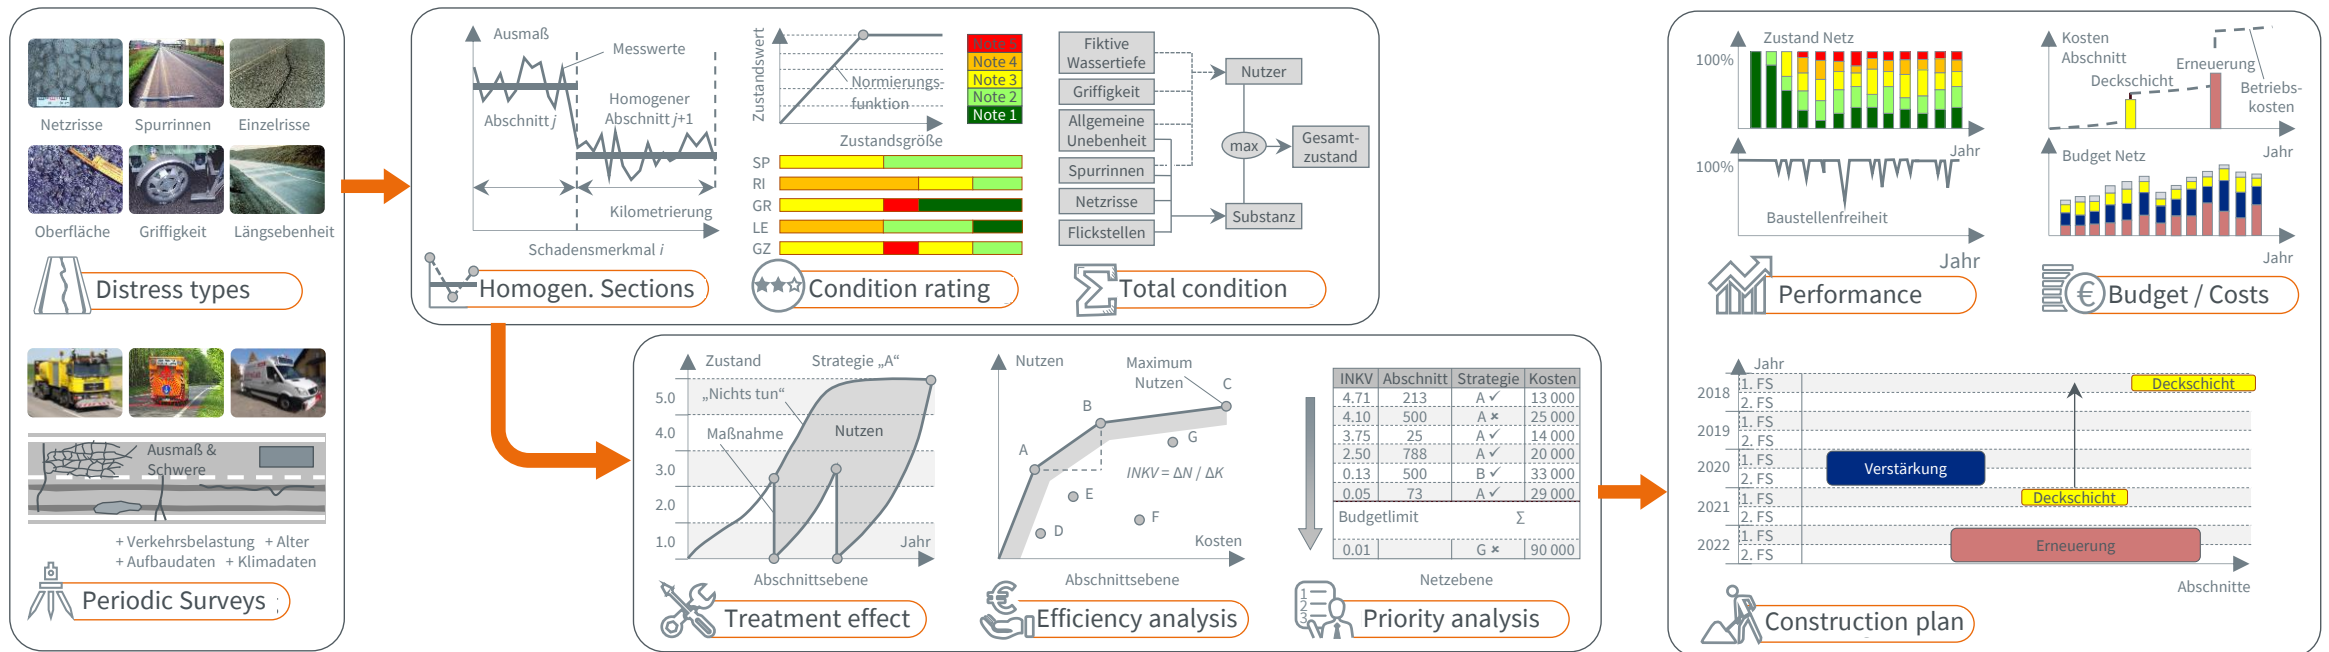 Netzrisse Spurrinnen Einzelrisse
Oberfläche Griffigkeit Längsebenheit
Distress types
Ausmaß &
Schwere
+ Verkehrsbelastung + Alter
+ Aufbaudaten + Klimadaten
Periodic Surveys
Ausmaß
Messwerte
Abschnitt j
Homogener
Abschnitt j+1
Kilometrierung
Schadensmerkmal i
Homogen. Sections
Zustandswert
Normierungs-
funktion
Zustandsgröße
Note 5
Note 4
Note 3
Note 2
Note 1
SP
RI
GR
LE
GZ
Condition rating
Fiktive
Wassertiefe
Griffigkeit
Allgemeine
Unebenheit
Spurrinnen
Netzrisse
Flickstellen
Nutzer
max
Substanz
Gesamt-
zustand
Total condition
Zustand
Strategie „A“
„Nichts tun“
Maßnahme
Nutzen
5.0
4.0
3.0
2.0
1.0
Jahr
Abschnittsebene
Treatment effect
Nutzen
Maximum
Nutzen
C
B
A
G
INKV = ΔN / ΔK
E
F
D
Kosten
Abschnittsebene
Efficiency analysis
INKV Abschnitt Strategie Kosten
4.71 213 A ✓ 13 000
4.10 500 A ✗ 25 000
3.75 25 A ✓ 14 000
2.50 788 A ✓ 20 000
0.13 500 B ✓ 33 000
0.05 73 A ✓ 29 000
Budgetlimit Σ
0.01 G ✗ 90 000
Netzebene
1
2
3
Priority analysis
Zustand Netz
100%
Jahr
100%
Baustellenfreiheit
Jahr
Performance
Kosten
Abschnitt
Deckschicht
Erneuerung
Betriebs-
kosten
Jahr
Budget Netz
Jahr
€
Budget / Costs
Jahr
2018
1. FS
Deckschicht
2. FS
2019
1. FS
2. FS
2020
1. FS
Verstärkung
2. FS
2021
1. FS
Deckschicht
2. FS
2022
1. FS
Erneuerung
2. FS
Abschnitte
Construction plan